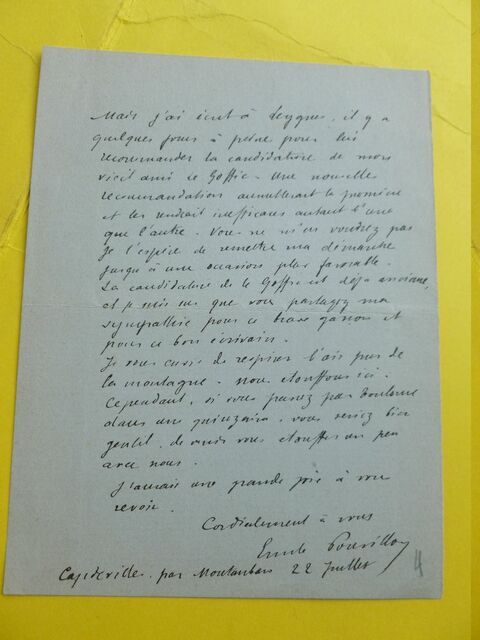 Mais j'ai écrit à Leygues, il y a
quelques jours à peine pour lui
recommander la candidature de mon
vieil ami Le Goffic. Une nouvelle
recommandation annullerait la première
et les rendrait inefficaces autant l'une
que l'autre. Vous ne m'en voudrez pas
je l'espère de remettre ma démarche
jusqu'à une occasion plus favorable.
La candidature de Le Goffic est déjà ancienne,
et je suis sûr que vous partagez ma
sympathie pour ce brave garçon et
pour ce bon écrivain.
Je vous envie de respirer l'air pur de
la montagne. Nous étouffons ici.
Cependant, si vous passez par Toulouse
dans une quinzaine, vous seriez bien
gentil de venir vous étouffer un peu
avec nous.
J'aurais une grande joie à vous
revoir.
Cordialement à vous
Emile Pouvillon
Capdeville, par Montauban 22 Juillet
4